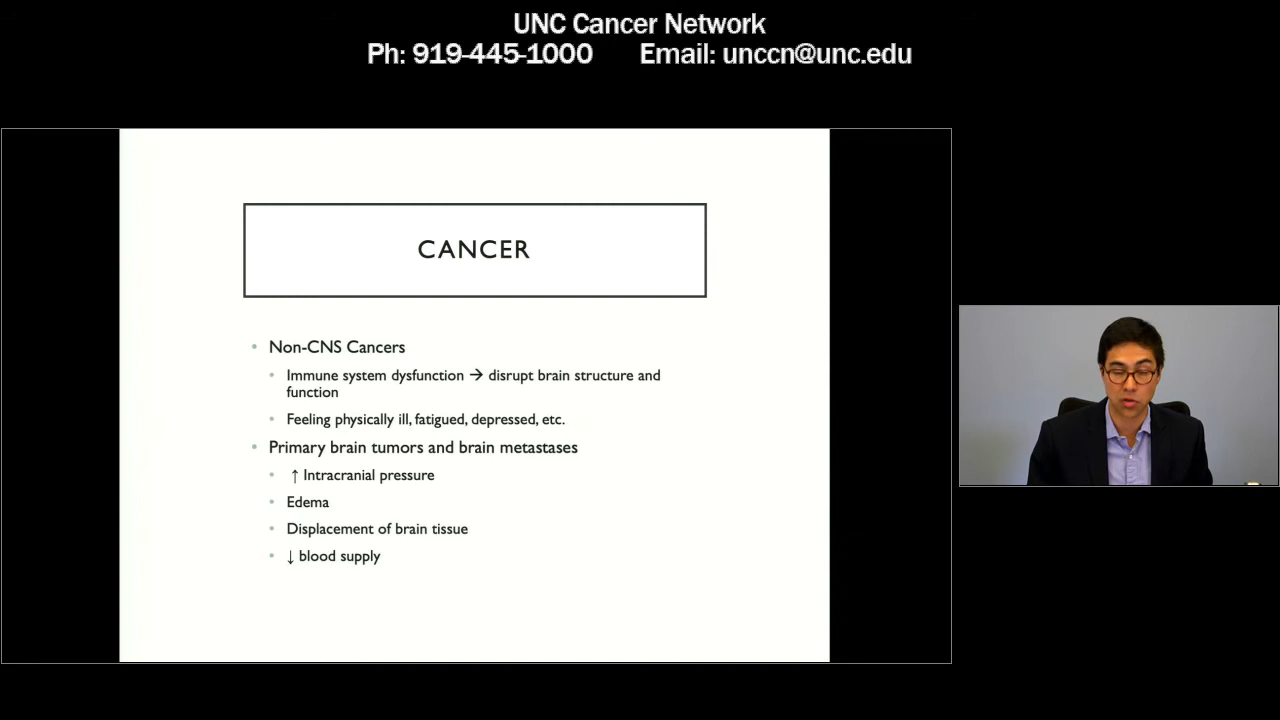 UNC Cancer Network
Ph: 919-445-1000 Email: unccn@unc.edu
CANCER
• Non-CNS Cancers
• Immune system dysfunction → disrupt brain structure and
function
• Feeling physically ill, fatigued, depressed, etc.
• Primary brain tumors and brain metastases
• ↑ Intracranial pressure
• Edema
• Displacement of brain tissue
• ↓ blood supply